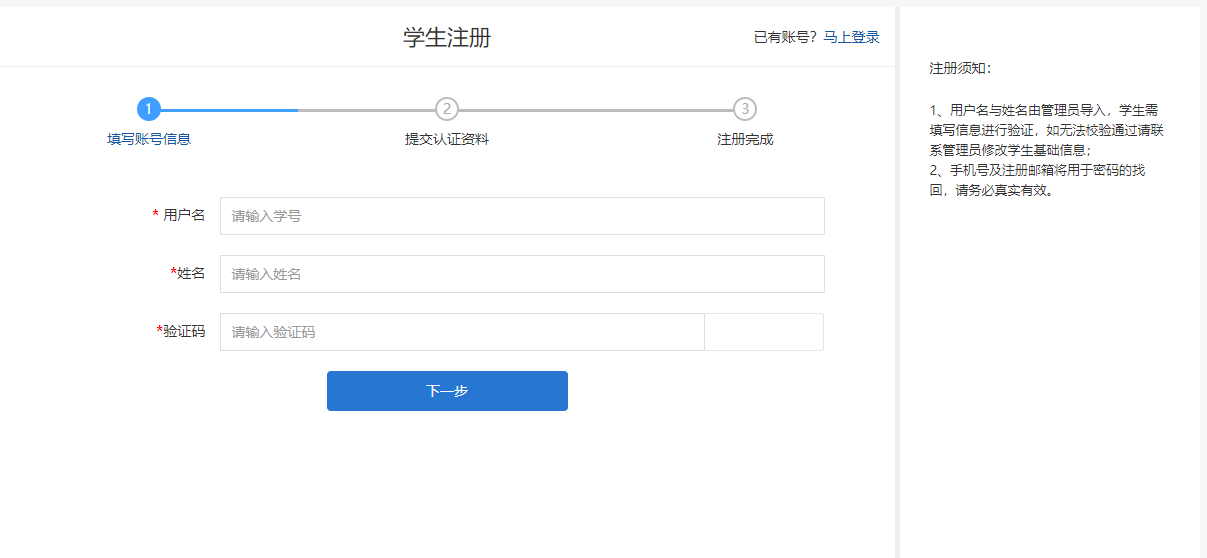 学生注册
已有账号？马上登录
1
2
3
填写账号信息
提交认证资料
注册完成
* 用户名
请输入学号
*姓名
请输入姓名
*验证码
请输入验证码
下一步
注册须知：
1、用户名与姓名由管理员导入，学生需
填写信息进行验证，如无法校验通过请联
系管理员修改学生基础信息；
2、手机号及注册邮箱将用于密码的找
回，请务必真实有效。